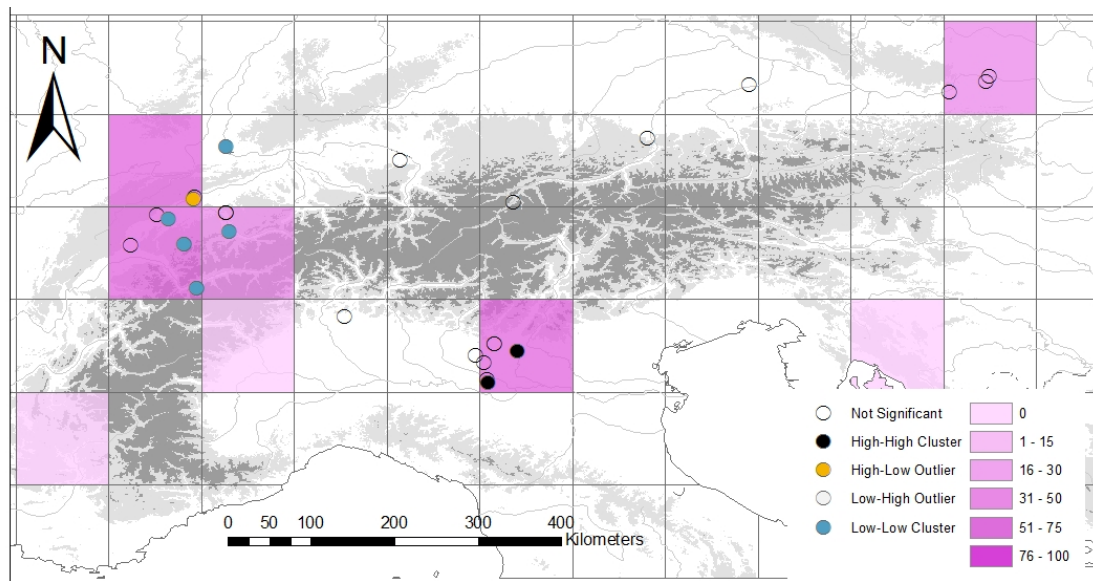 N
0 50 100 200 300 400
Kilometers
Not Significant
High-High Cluster
High-Low Outlier
Low-High Outlier
Low-Low Cluster
0
1 - 15
16 - 30
31 - 50
51 - 75
76 - 100